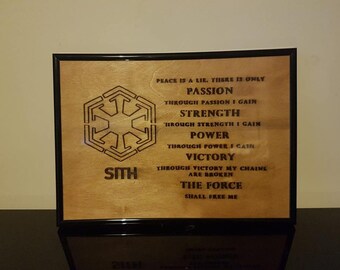 PEACE IS A LIE, THERE IS ONLY
PASSION
THROUGH PASSION I GAIN
STRENGTH
THROUGH STRENGTH I GAIN
POWER
THROUGH POWER I GAIN
VICTORY
THROUGH VICTORY MY CHAINS
ARE BROKEN
THE FORCE
SHALL FREE ME
SITH